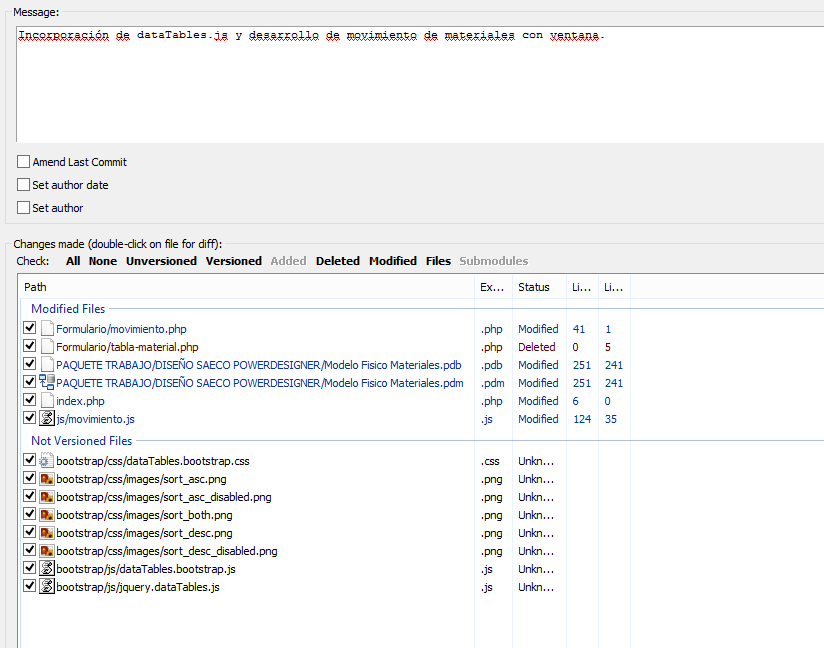 Message:
Incorporación de dataTables.js y desarrollo de movimiento de materiales con ventana.
Amend Last Commit
Set author date
Set author
Changes made (double-click on file for diff):
Check: All None Unversioned Versioned Added Deleted Modified Files Submodules
Path Ex... Status Li... Li...
Modified Files
Formulario/movimiento.php .php Modified 41 1
Formulario/tabla-material.php .php Deleted 0 5
PAQUETE TRABAJO/DISEÑO SAECO POWERDESIGNER/Modelo Fisico Materiales.pdb .pdb Modified 251 241
PAQUETE TRABAJO/DISEÑO SAECO POWERDESIGNER/Modelo Fisico Materiales.pdm .pdm Modified 251 241
index.php .php Modified 6 0
js/movimiento.js .js Modified 124 35
Not Versioned Files
bootstrap/css/dataTables.bootstrap.css .css Unkn...
bootstrap/css/images/sort_asc.png .png Unkn...
bootstrap/css/images/sort_asc_disabled.png .png Unkn...
bootstrap/css/images/sort_both.png .png Unkn...
bootstrap/css/images/sort_desc.png .png Unkn...
bootstrap/css/images/sort_desc_disabled.png .png Unkn...
bootstrap/js/dataTables.bootstrap.js .js Unkn...
bootstrap/js/jquery.dataTables.js .js Unkn...